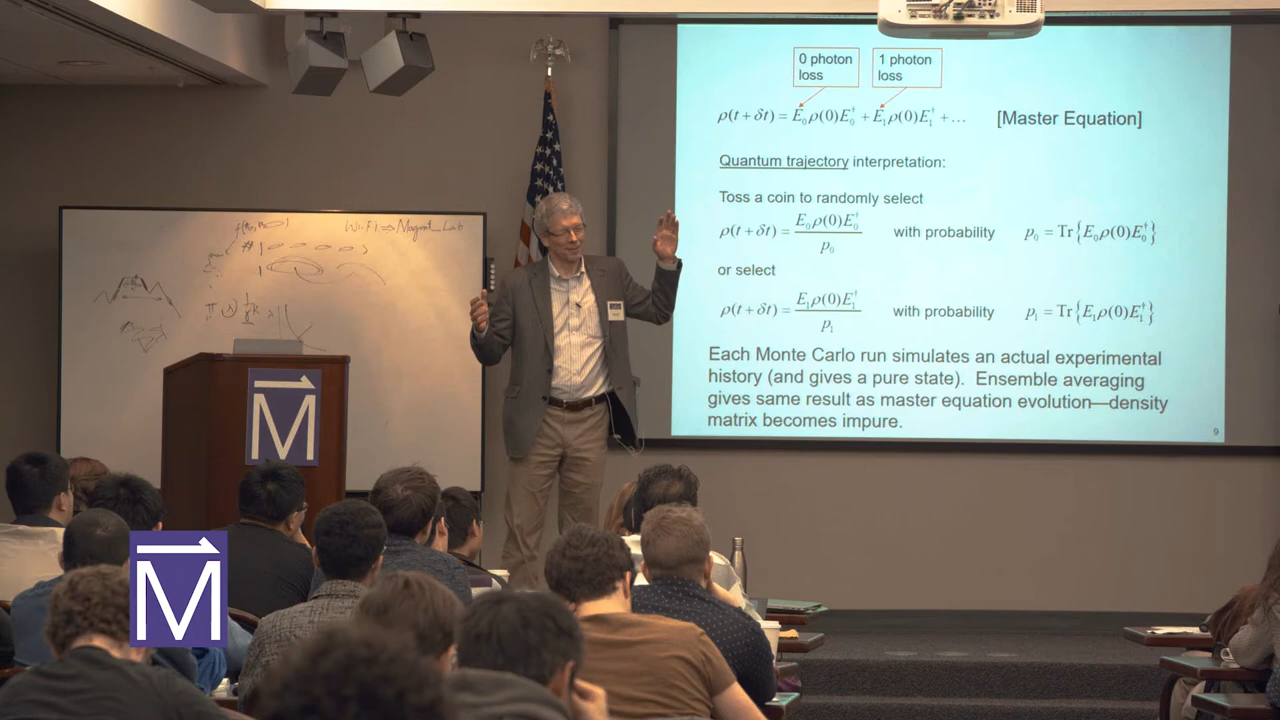 0 photon loss
1 photon loss
ρ(t + δt) = E₀ρ(0)E₀† + E₁ρ(0)E₁† + … [Master Equation]
Quantum trajectory interpretation:
Toss a coin to randomly select
ρ(t + δt) = E₀ρ(0)E₀† / p₀ with probability p₀ = Tr{E₀ρ(0)E₀†}
or select
ρ(t + δt) = E₁ρ(0)E₁† / p₁ with probability p₁ = Tr{E₁ρ(0)E₁†}
Each Monte Carlo run simulates an actual experimental
history (and gives a pure state). Ensemble averaging
gives same result as master equation evolution—density
matrix becomes impure.
9
Magnet_Lab
M
M